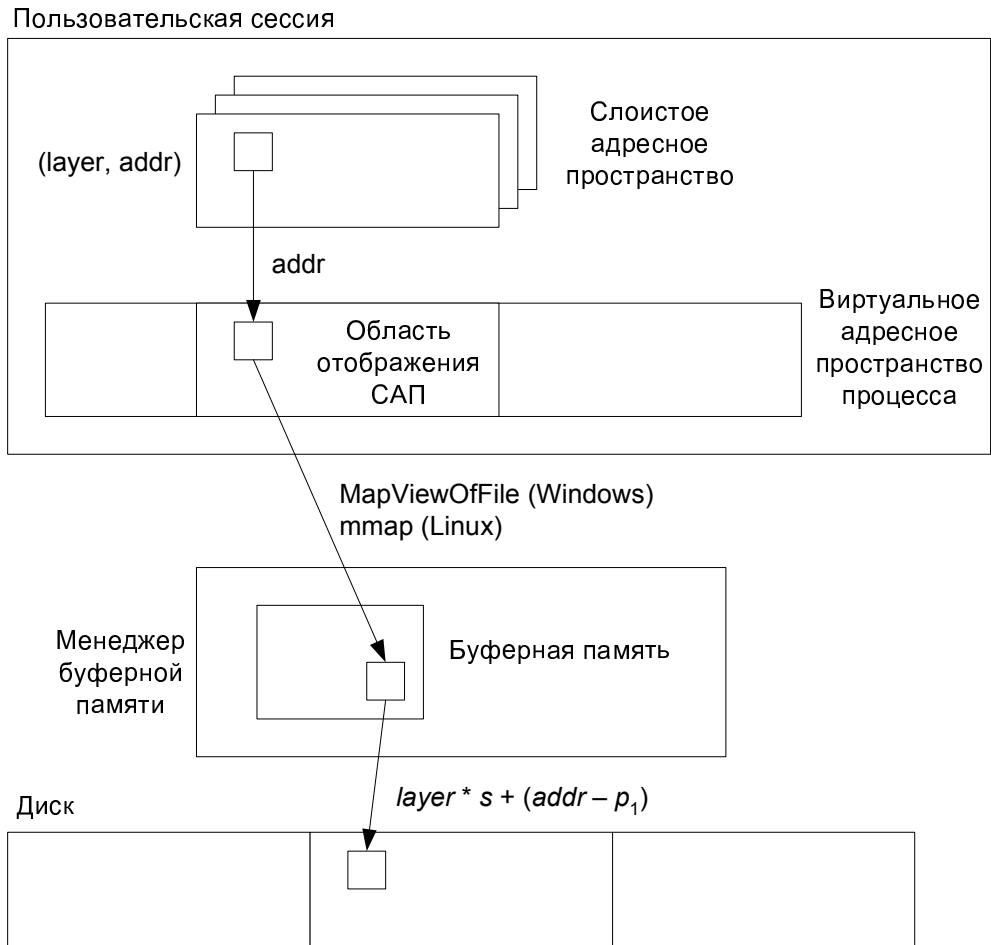 Пользовательская сессия
Слоистое
адресное
пространство
(layer, addr)
addr
Область
отображения
САП
Виртуальное
адресное
пространство
процесса
MapViewOfFile (Windows)
mmap (Linux)
Менеджер
буферной
памяти
Буферная память
layer * s + (addr – p₁)
Диск